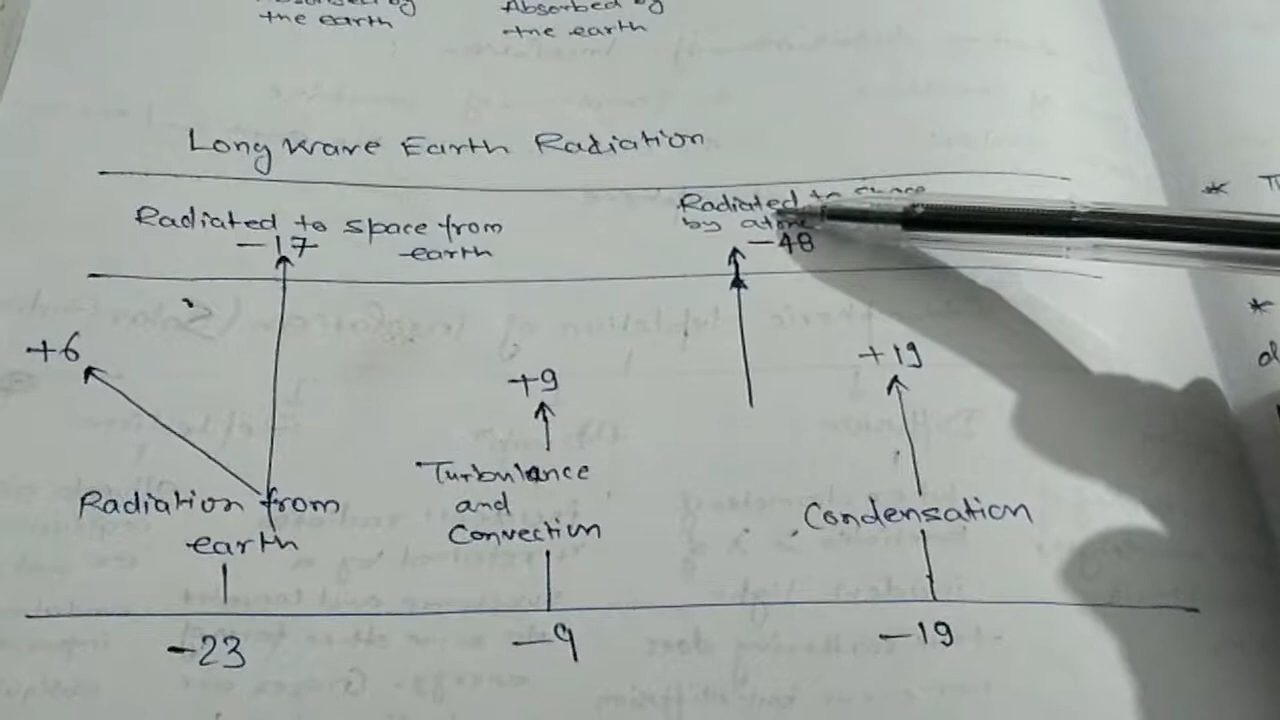 the earth
Absorbed by
the earth
Long wave Earth Radiation
Radiated to space from
earth
-17
Radiated to
by
-48
+6
+9
+19
Radiation from
earth
Turbulance
and
Convection
Condensation
-23
-9
-19
*
*